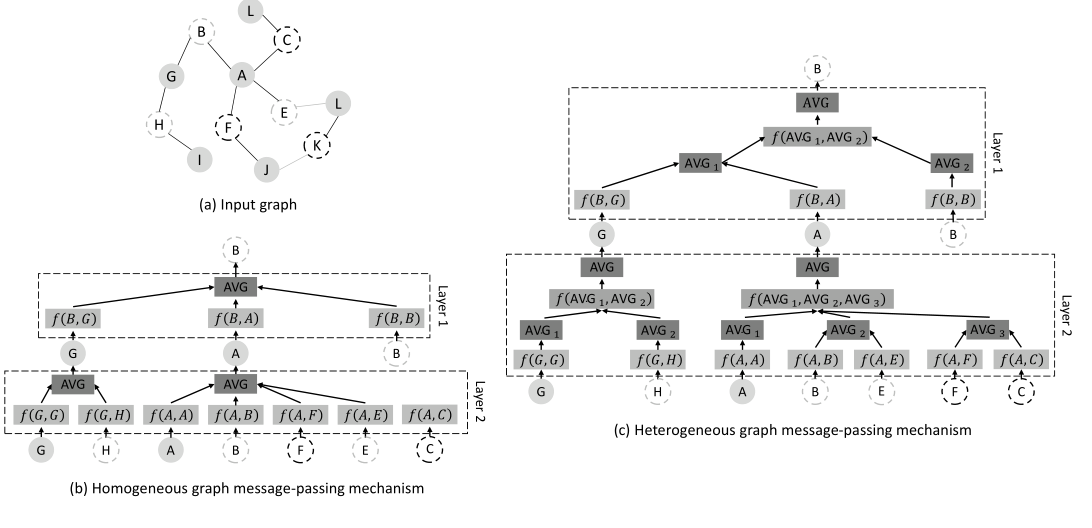 L
B
C
G
A
L
E
H
F
K
I
J
(a) Input graph
B
AVG
f(B, G)
f(B, A)
f(B, B)
Layer 1
G
A
B
AVG
AVG
f(G, G)
f(G, H)
f(A, A)
f(A, B)
f(A, F)
f(A, E)
f(A, C)
Layer 2
G
H
A
B
F
E
C
(b) Homogeneous graph message-passing mechanism
B
AVG
f(AVG 1, AVG 2)
AVG 1
AVG 2
f(B, G)
f(B, A)
f(B, B)
Layer 1
G
A
B
AVG
AVG
f(AVG 1, AVG 2)
f(AVG 1, AVG 2, AVG 3)
AVG 1
AVG 2
AVG 1
AVG 2
AVG 3
f(G, G)
f(G, H)
f(A, A)
f(A, B)
f(A, E)
f(A, F)
f(A, C)
Layer 2
G
H
A
B
E
F
C
(c) Heterogeneous graph message-passing mechanism